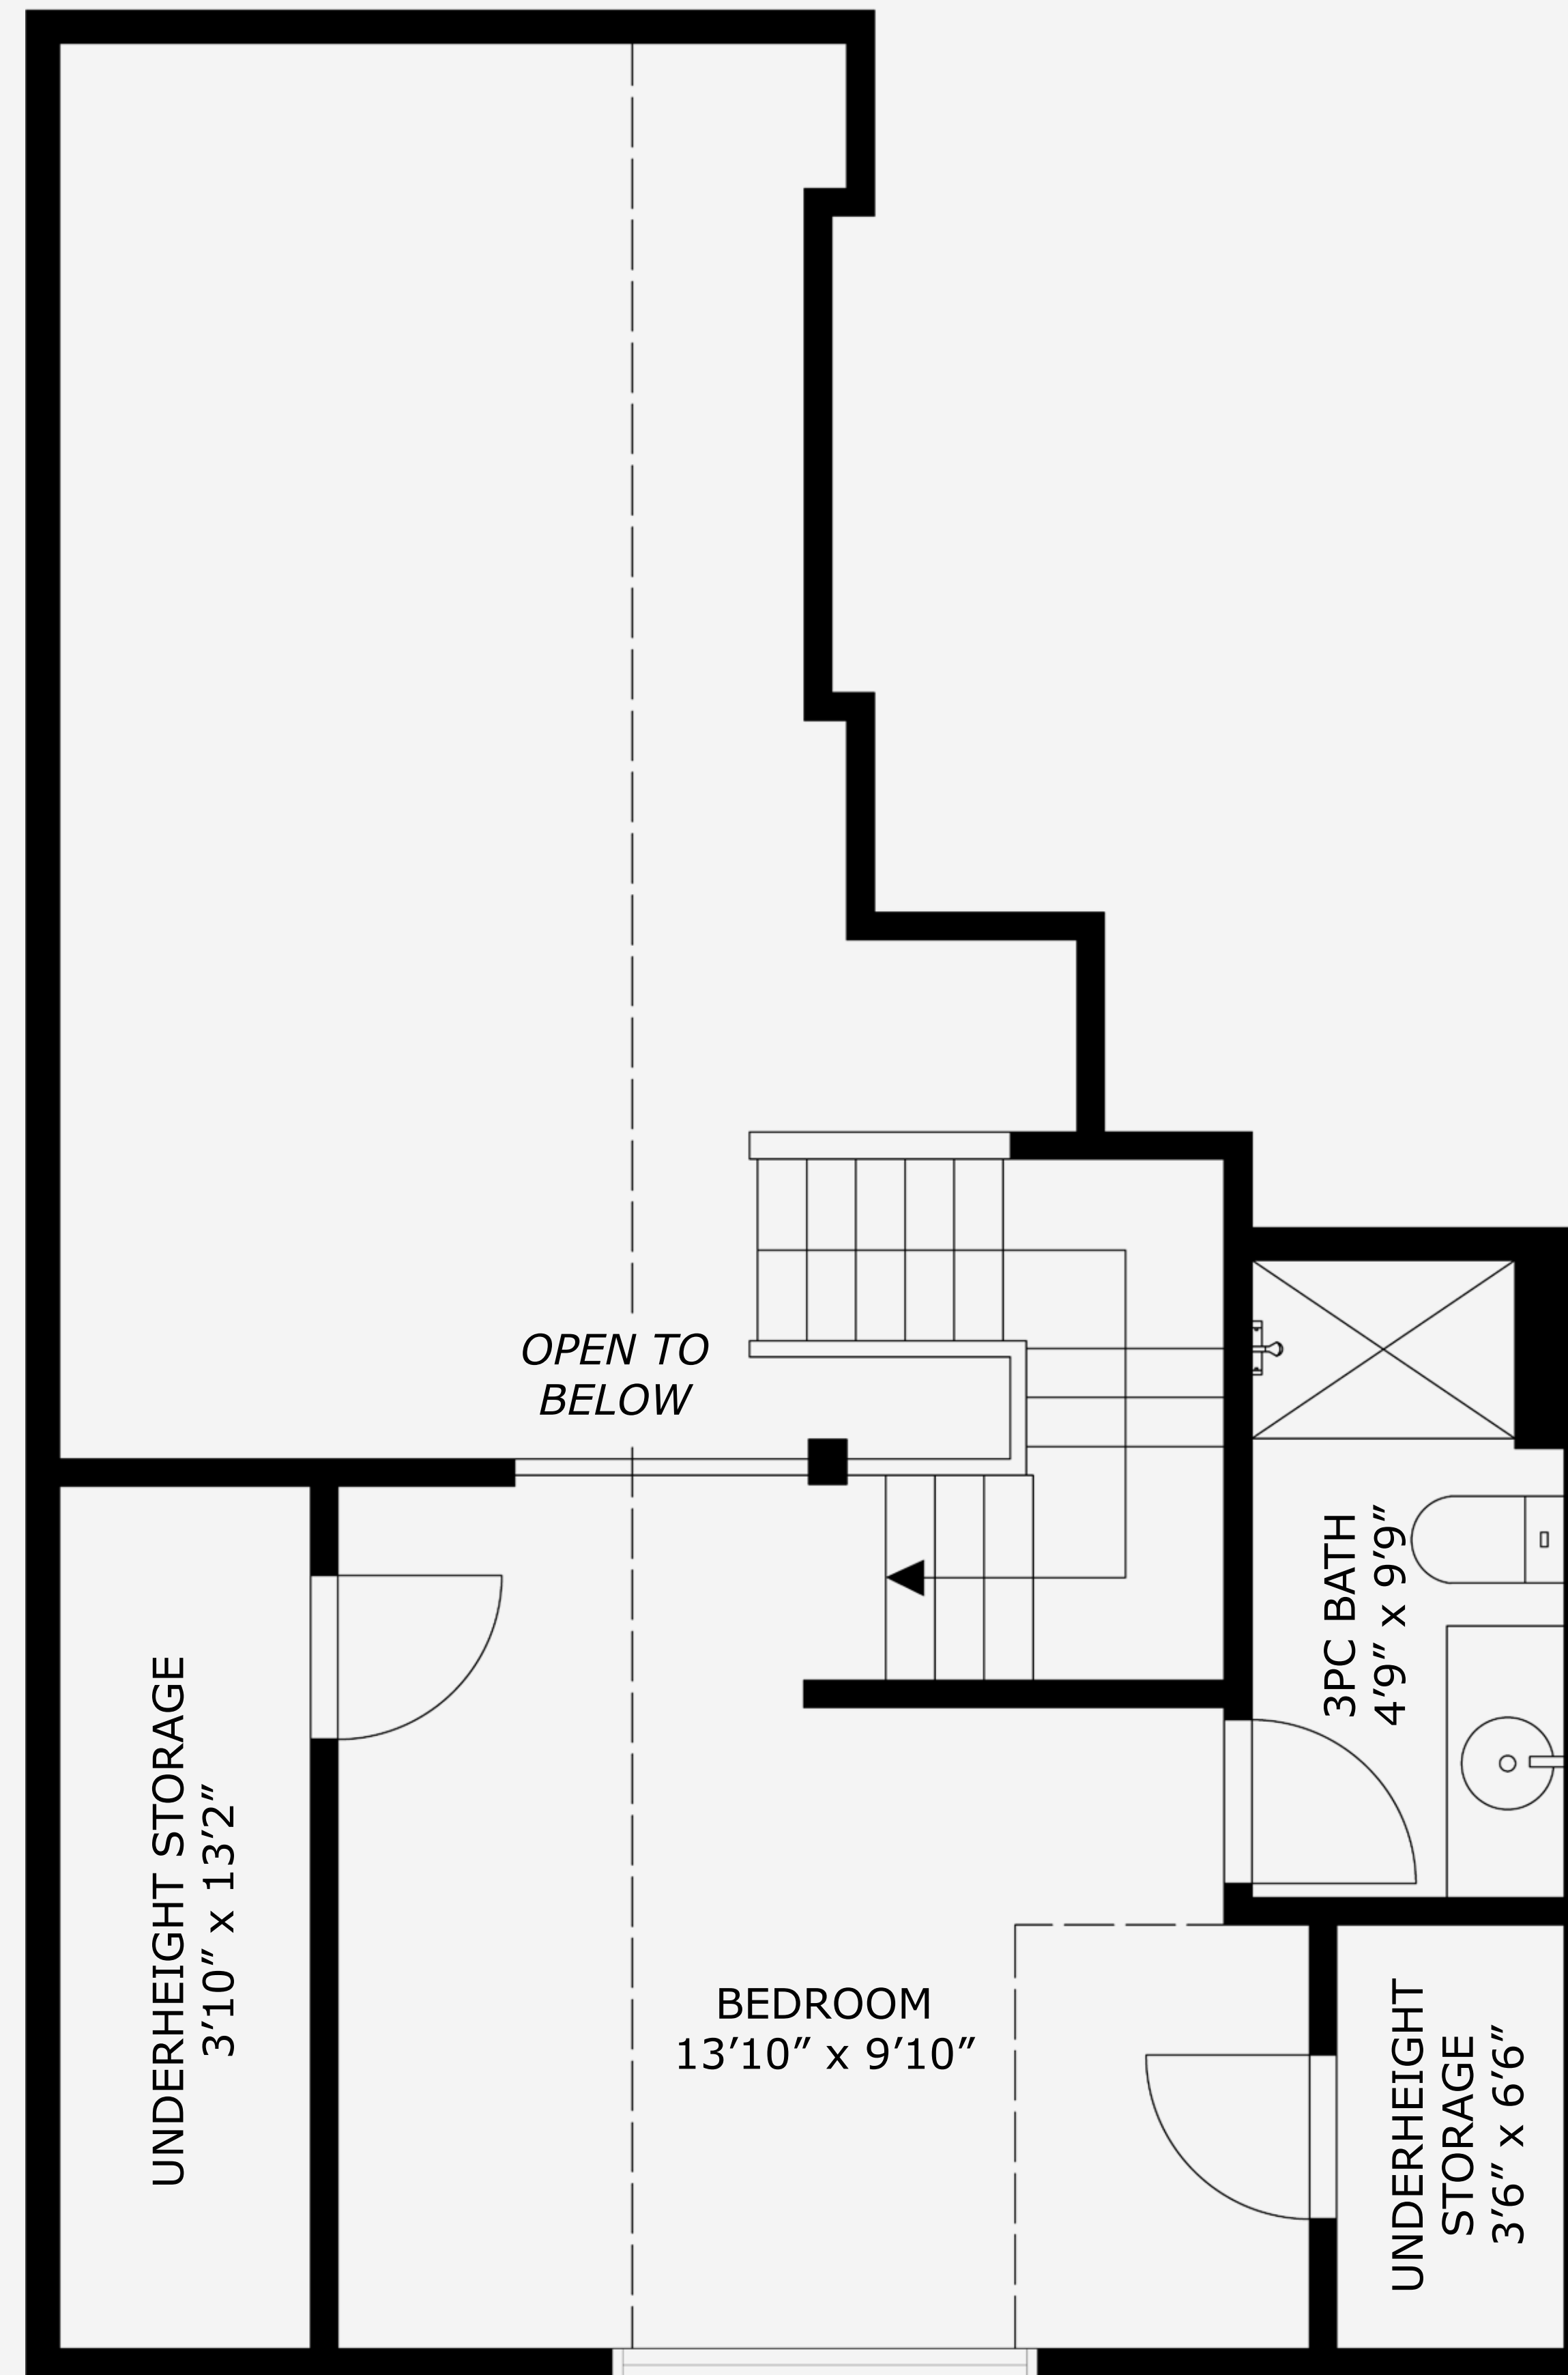 OPEN TO
BELOW
3PC BATH
4’9” x 9’9”
UNDERHEIGHT STORAGE
3’10” x 13’2”
BEDROOM
13’10” x 9’10”
UNDERHEIGHT
STORAGE
3’6” x 6’6”